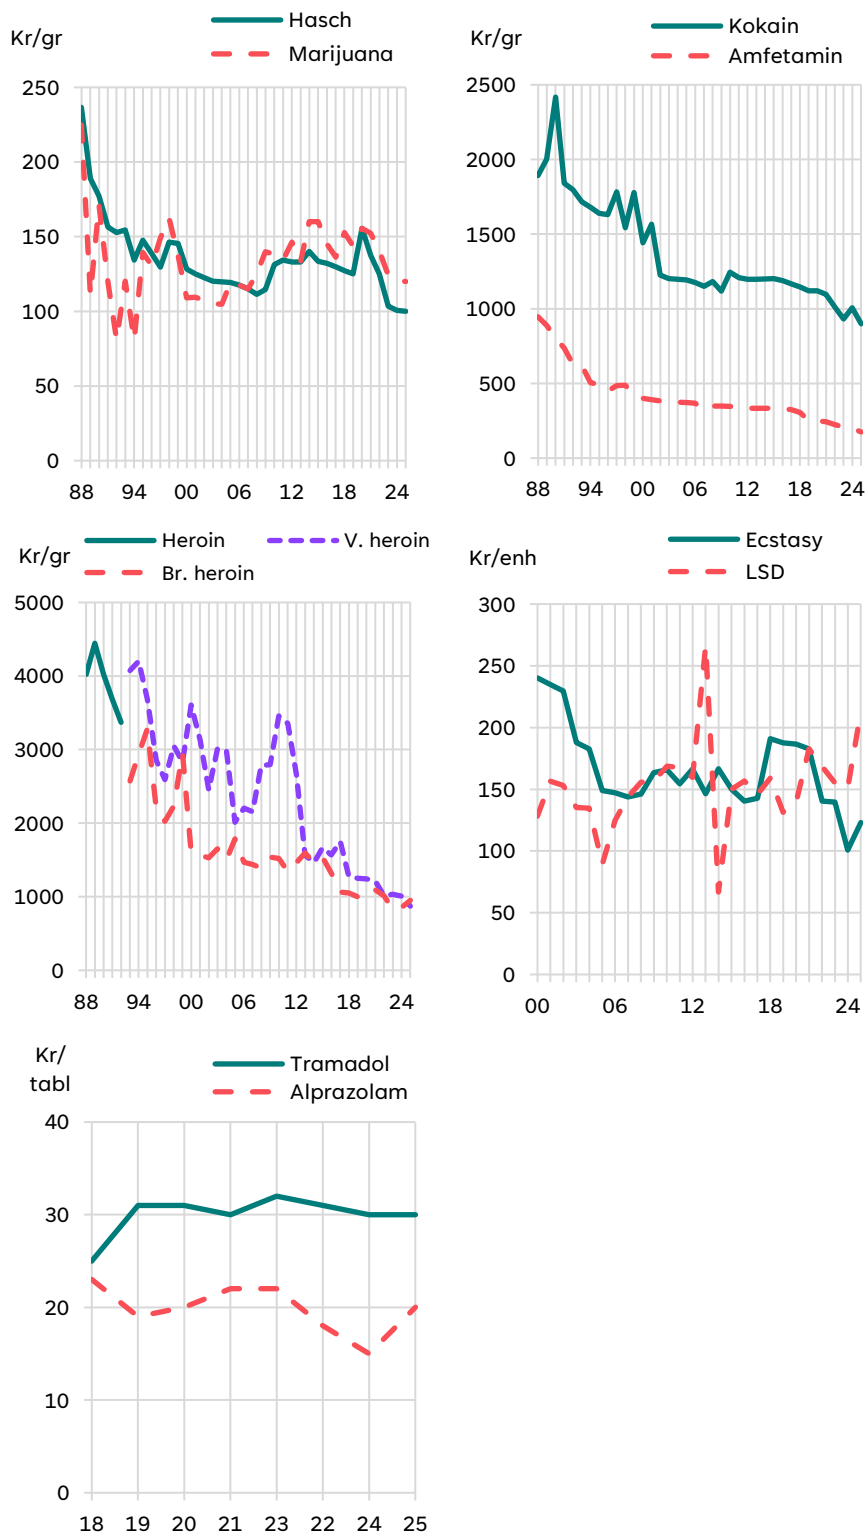 Hasch
Marijuana
Kr/gr
250
200
150
100
50
0
88 94 00 06 12 18 24
Kokain
Amfetamin
Kr/gr
2500
2000
1500
1000
500
0
88 94 00 06 12 18 24
Heroin V. heroin
Br. heroin
Kr/gr
5000
4000
3000
2000
1000
0
88 94 00 06 12 18 24
Ecstasy
LSD
Kr/enh
300
250
200
150
100
50
0
00 06 12 18 24
Kr/
tabl
Tramadol
Alprazolam
40
30
20
10
0
18 19 20 21 23 22 24 25